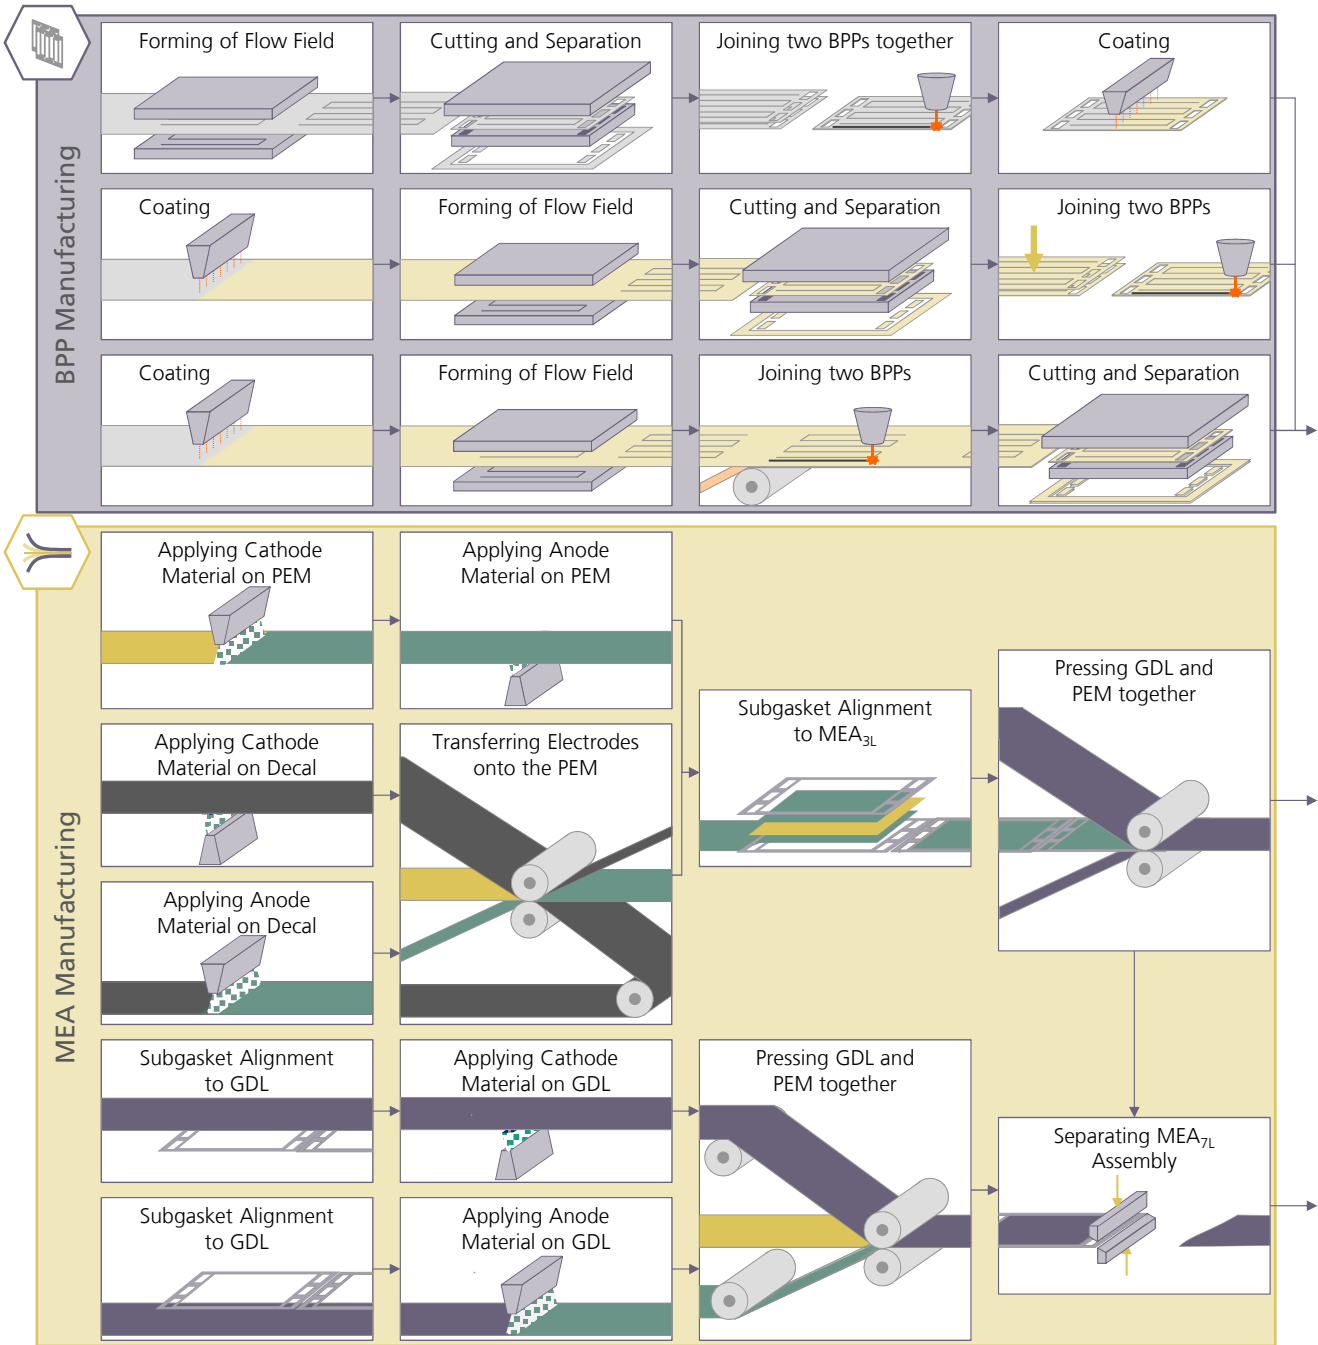 BPP Manufacturing
Forming of Flow Field
Cutting and Separation
Joining two BPPs together
Coating
Coating
Forming of Flow Field
Cutting and Separation
Joining two BPPs
Coating
Forming of Flow Field
Joining two BPPs
Cutting and Separation
MEA Manufacturing
Applying Cathode
Material on PEM
Applying Anode
Material on PEM
Applying Cathode
Material on Decal
Transferring Electrodes
onto the PEM
Applying Anode
Material on Decal
Subgasket Alignment
to MEA3L
Pressing GDL and
PEM together
Subgasket Alignment
to GDL
Applying Cathode
Material on GDL
Pressing GDL and
PEM together
Subgasket Alignment
to GDL
Applying Anode
Material on GDL
Separating MEA7L
Assembly